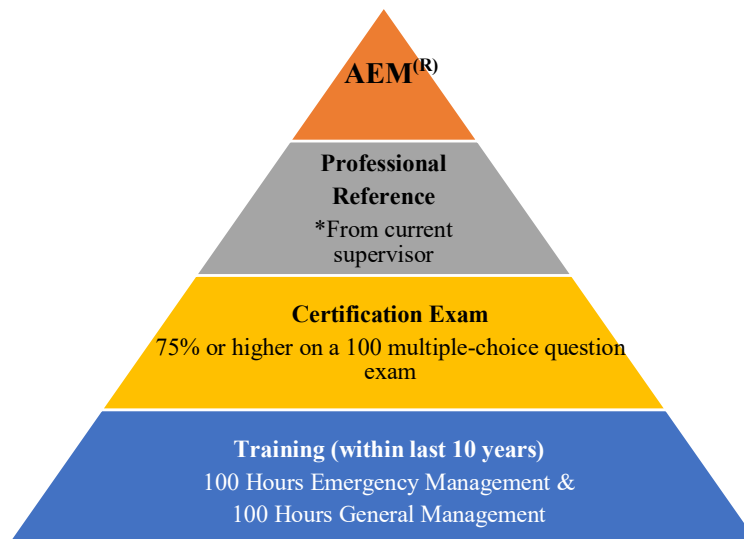 AEM(R)
Professional
Reference
*From current
supervisor
Certification Exam
75% or higher on a 100 multiple-choice question
exam
Training (within last 10 years)
100 Hours Emergency Management &
100 Hours General Management